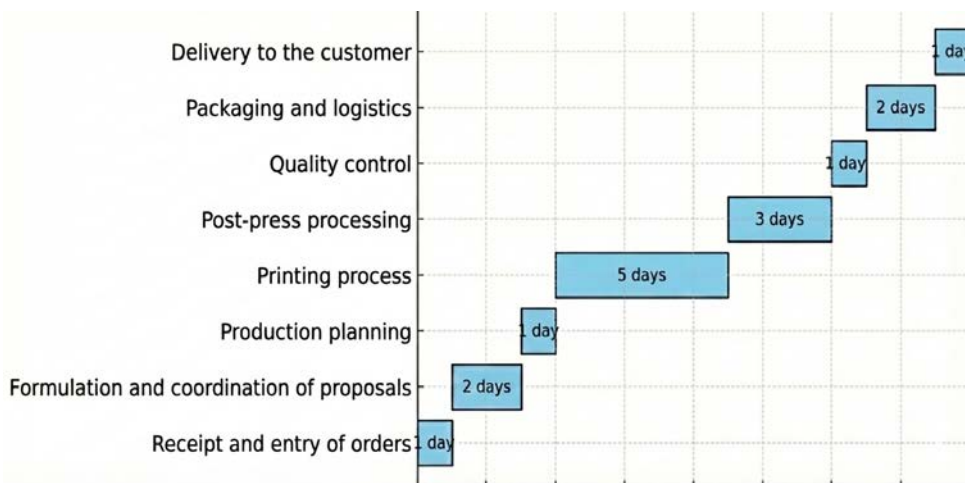 Delivery to the customer 1 day
Packaging and logistics 2 days
Quality control 1 day
Post-press processing 3 days
Printing process 5 days
Production planning 1 day
Formulation and coordination of proposals 2 days
Receipt and entry of orders 1 day